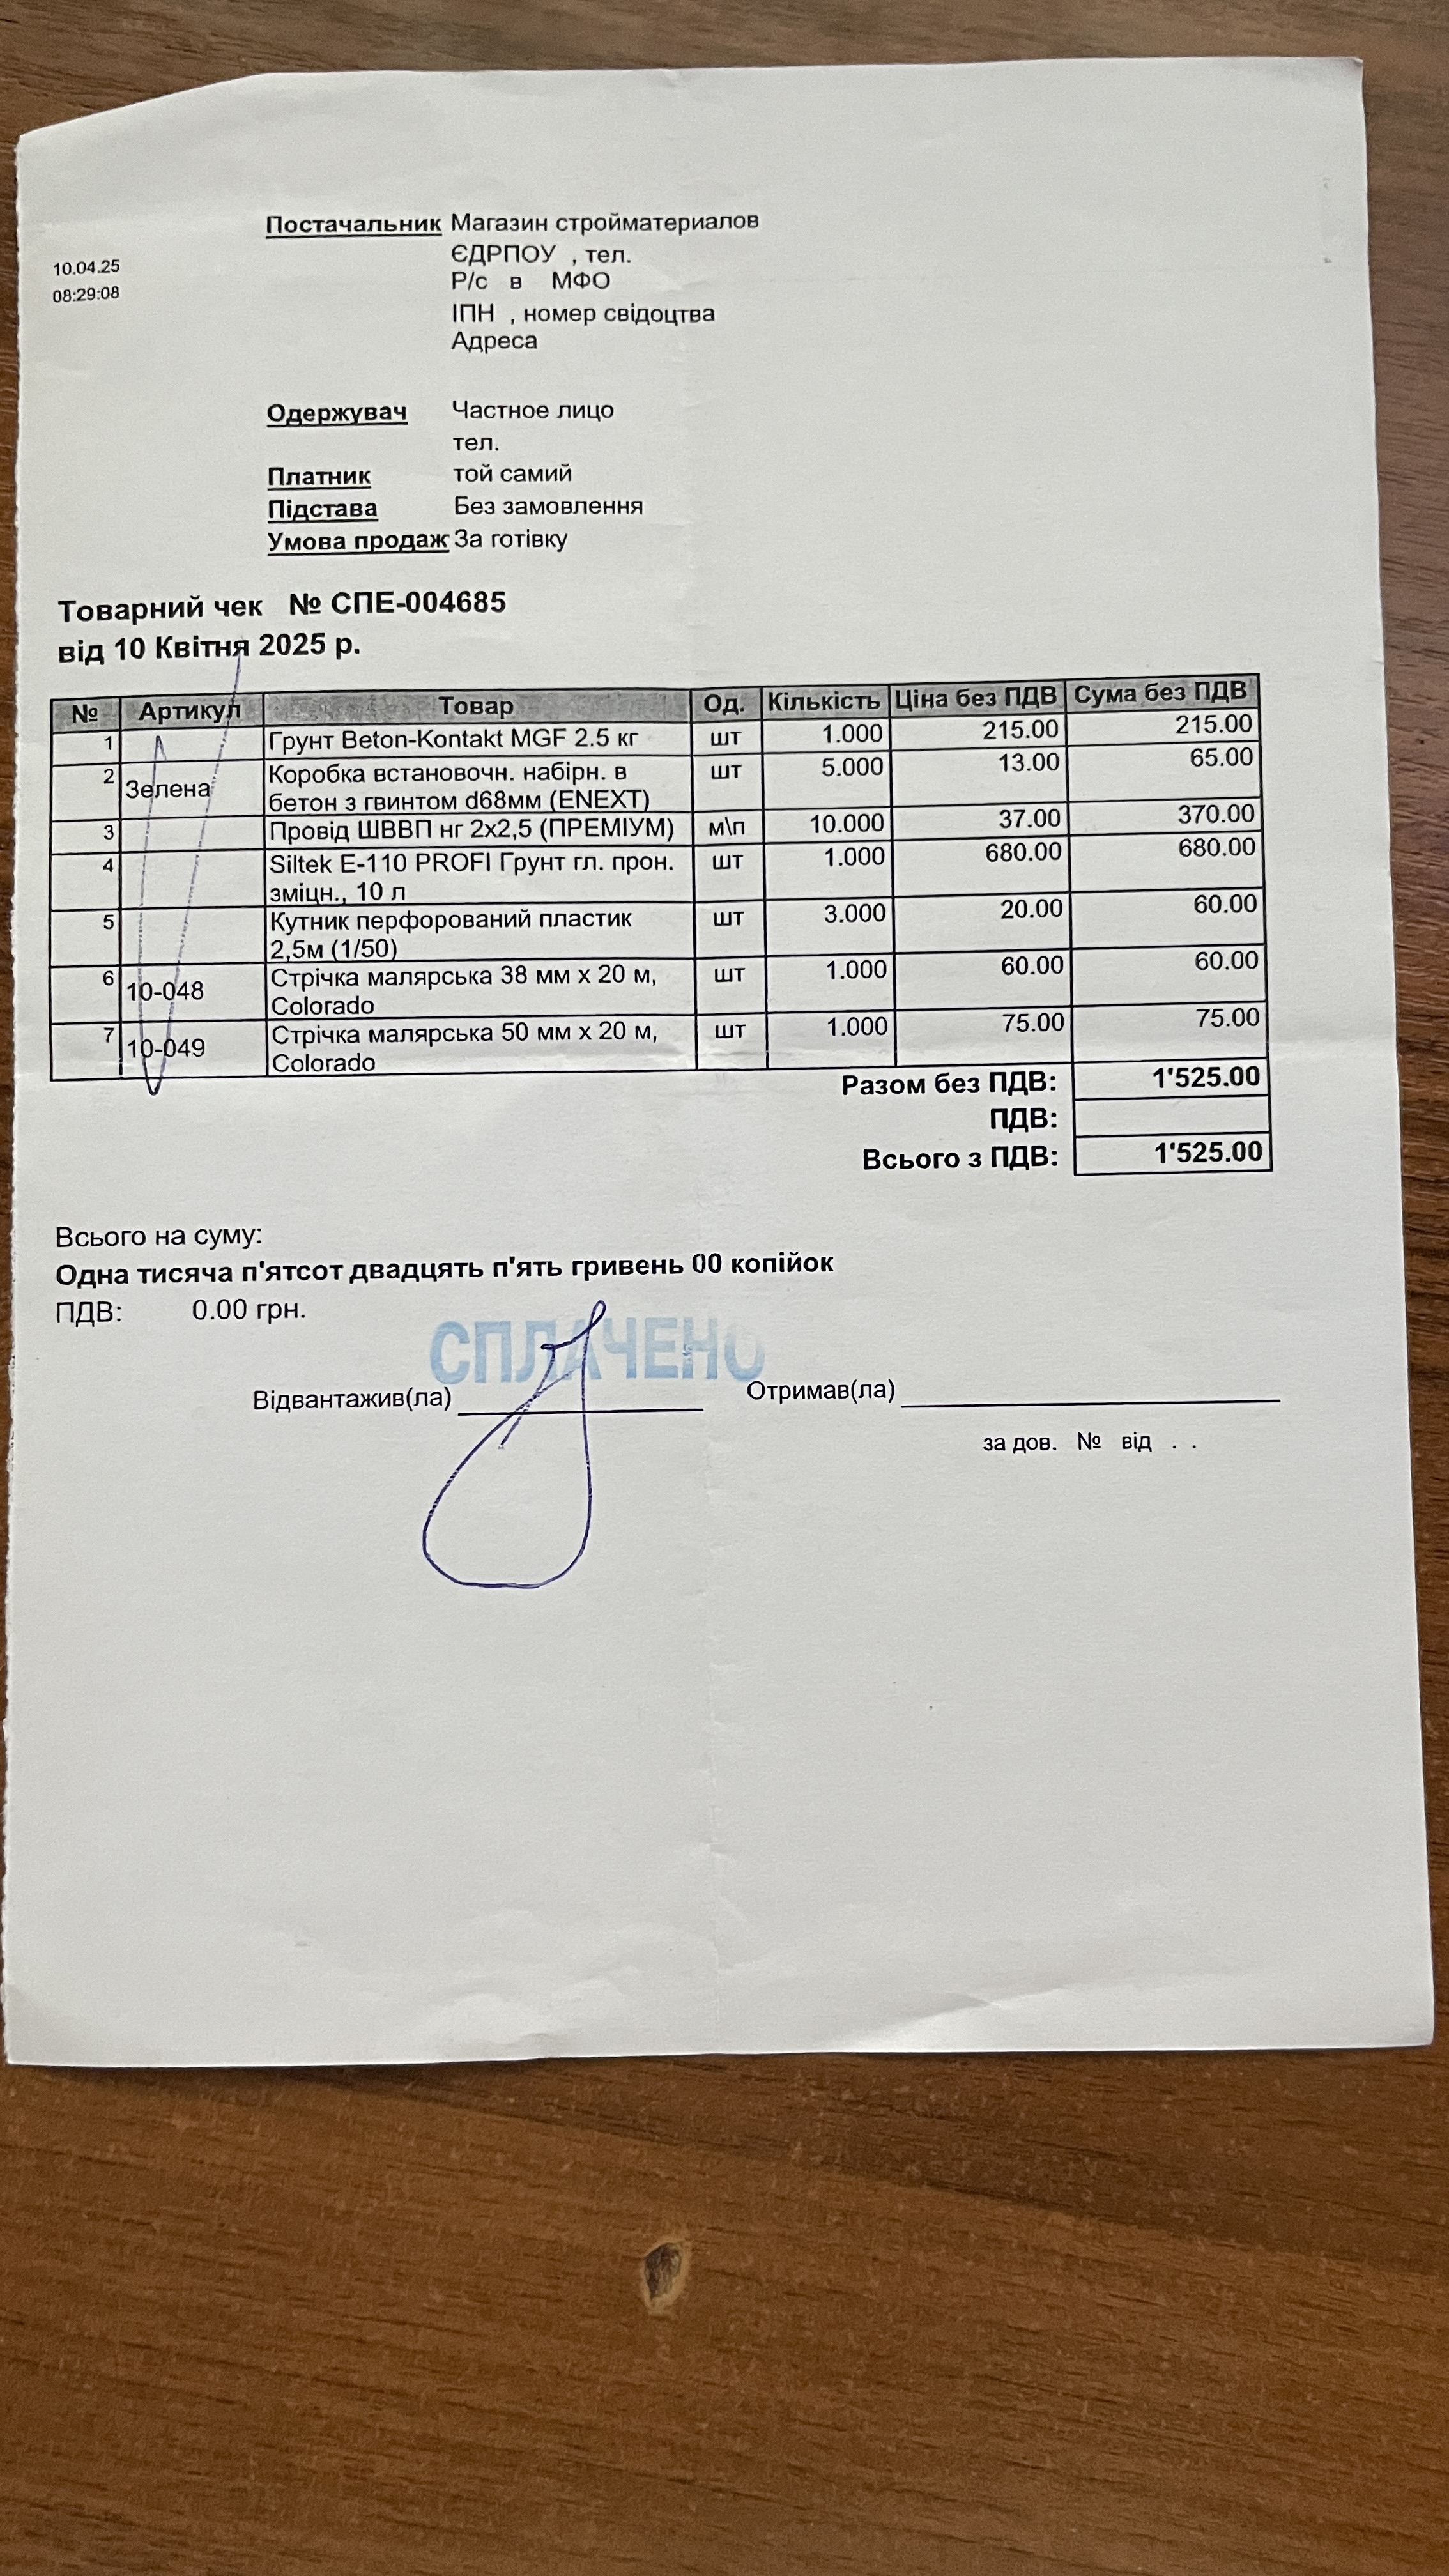 Постачальник Магазин стройматериалов
10.04.25
08:29:08
ЄДРПОУ , тел.
Р/с в МФО
ІПН , номер свідоцтва
Адреса
Одержувач Частное лицо
тел.
Платник той самий
Підстава Без замовлення
Умова продаж За готівку
Товарний чек № СПЕ-004685
від 10 Квітня 2025 р.
№ Артикул Товар Од. Кількість Ціна без ПДВ Сума без ПДВ
1 Грунт Beton-Kontakt MGF 2.5 кг шт 1.000 215.00 215.00
2 Зелена Коробка встановочн. набірн. в шт 5.000 13.00 65.00
бетон з гвинтом d68мм (ENEXT)
3 Провід ШВВП нг 2х2,5 (ПРЕМІУМ) м\п 10.000 37.00 370.00
4 Siltek E-110 PROFI Грунт гл. прон. шт 1.000 680.00 680.00
зміцн., 10 л
5 Кутник перфорований пластик шт 3.000 20.00 60.00
2,5м (1/50)
6 10-048 Стрічка малярська 38 мм х 20 м, шт 1.000 60.00 60.00
Colorado
7 10-049 Стрічка малярська 50 мм х 20 м, шт 1.000 75.00 75.00
Colorado
Разом без ПДВ: 1'525.00
ПДВ:
Всього з ПДВ: 1'525.00
Всього на суму:
Одна тисяча п'ятсот двадцять п'ять гривень 00 копійок
ПДВ: 0.00 грн.
СПЛАЧЕНО
Відвантажив(ла) Отримав(ла)
за дов. № від . .